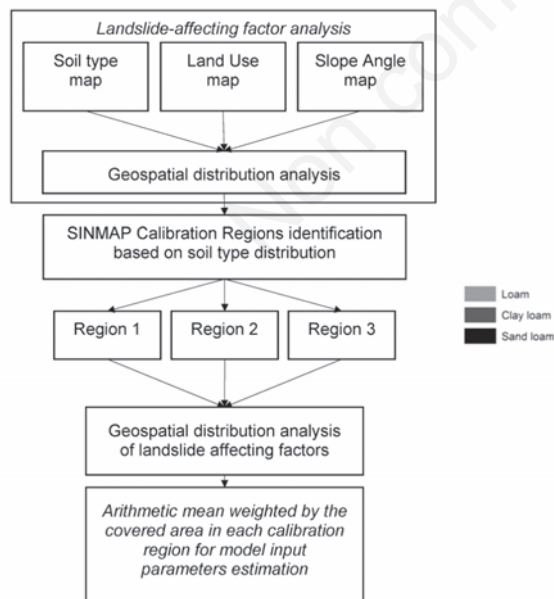 Landslide-affecting factor analysis
Soil type
map
Land Use
map
Slope Angle
map
Geospatial distribution analysis
SINMAP Calibration Regions identification
based on soil type distribution
Region 1
Region 2
Region 3
Geospatial distribution analysis
of landslide affecting factors
Arithmetic mean weighted by the
covered area in each calibration
region for model input
parameters estimation
Loam
Clay loam
Sand loam
Non com